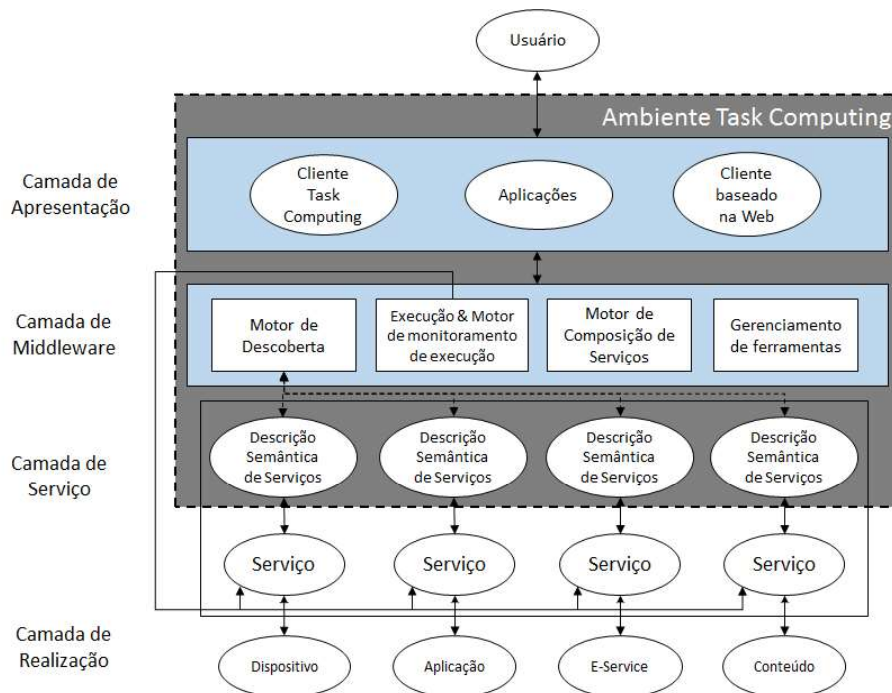 Usuário
Ambiente Task Computing
Camada de
Apresentação
Cliente
Task
Computing
Aplicações
Cliente
baseado
na Web
Camada de
Middleware
Motor de
Descoberta
Execução & Motor
de monitoramento
de execução
Motor de
Composição de
Serviços
Gerenciamento
de ferramentas
Camada de
Serviço
Descrição
Semântica
de Serviços
Descrição
Semântica
de Serviços
Descrição
Semântica
de Serviços
Descrição
Semântica
de Serviços
Serviço
Serviço
Serviço
Serviço
Camada de
Realização
Dispositivo
Aplicação
E-Service
Conteúdo